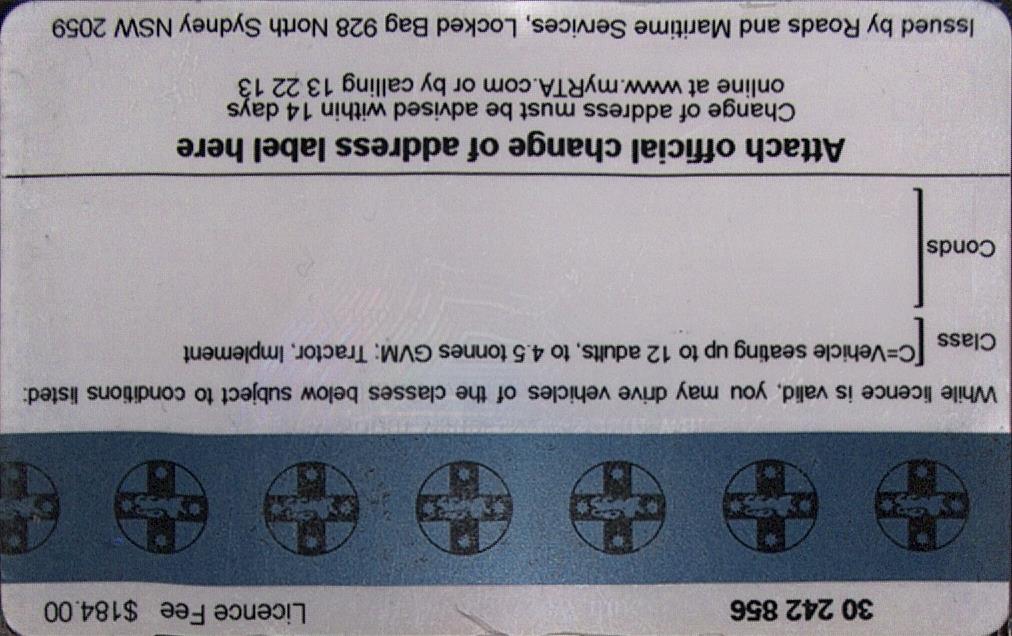 30 242 856 Licence Fee $184.00
While licence is valid, you may drive vehicles of the classes below subject to conditions listed:
Class [C=Vehicle seating up to 12 adults, to 4.5 tonnes GVM; Tractor, Implement
Conds
Attach official change of address label here
Change of address must be advised within 14 days
online at www.myRTA.com or by calling 13 22 13
Issued by Roads and Maritime Services, Locked Bag 928 North Sydney NSW 2059